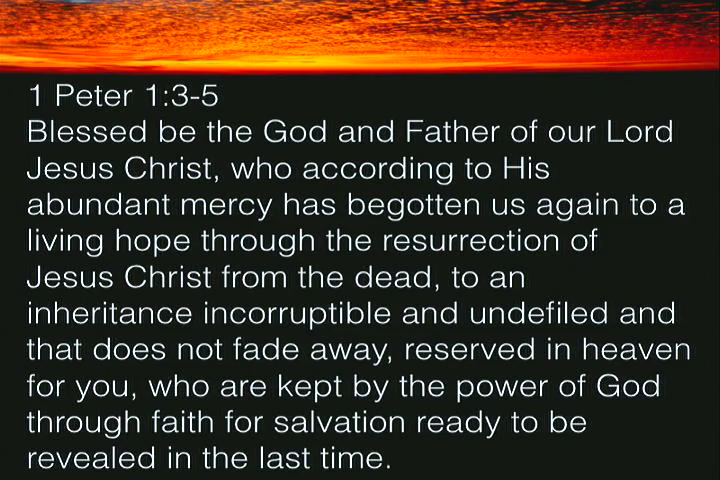 1 Peter 1:3-5
Blessed be the God and Father of our Lord
Jesus Christ, who according to His
abundant mercy has begotten us again to a
living hope through the resurrection of
Jesus Christ from the dead, to an
inheritance incorruptible and undefiled and
that does not fade away, reserved in heaven
for you, who are kept by the power of God
through faith for salvation ready to be
revealed in the last time.